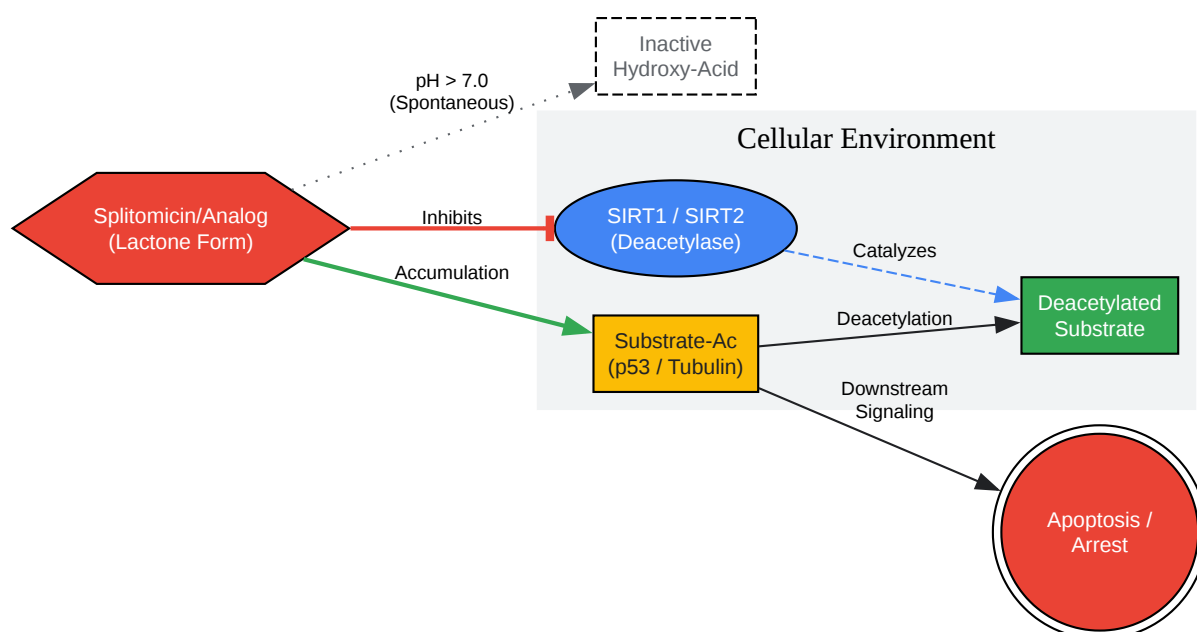 Inactive
Hydroxy-Acid
pH > 7.0
(Spontaneous)
Cellular Environment
Splitomicin/Analog
(Lactone Form)
Inhibits
SIRT1 / SIRT2
(Deacetylase)
Accumulation
Catalyzes
Substrate-Ac
(p53 / Tubulin)
Deacetylation
Deacetylated
Substrate
Downstream
Signaling
Apoptosis /
Arrest